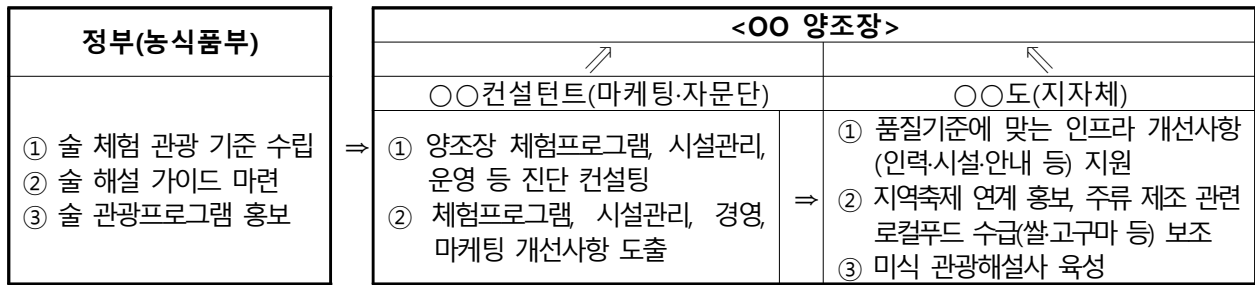 정부(농식품부)
① 술 체험 관광 기준 수립
② 술 해설 가이드 마련
③ 술 관광프로그램 홍보
⇒
<OO 양조장>
⇗
⇖
○○컨설턴트(마케팅·자문단)
○○도(지자체)
① 양조장 체험프로그램, 시설관리,
운영 등 진단 컨설팅
② 체험프로그램, 시설관리, 경영,
마케팅 개선사항 도출
⇒
① 품질기준에 맞는 인프라 개선사항
(인력·시설·안내 등) 지원
② 지역축제 연계 홍보, 주류 제조 관련
로컬푸드 수급(쌀·고구마 등) 보조
③ 미식 관광해설사 육성